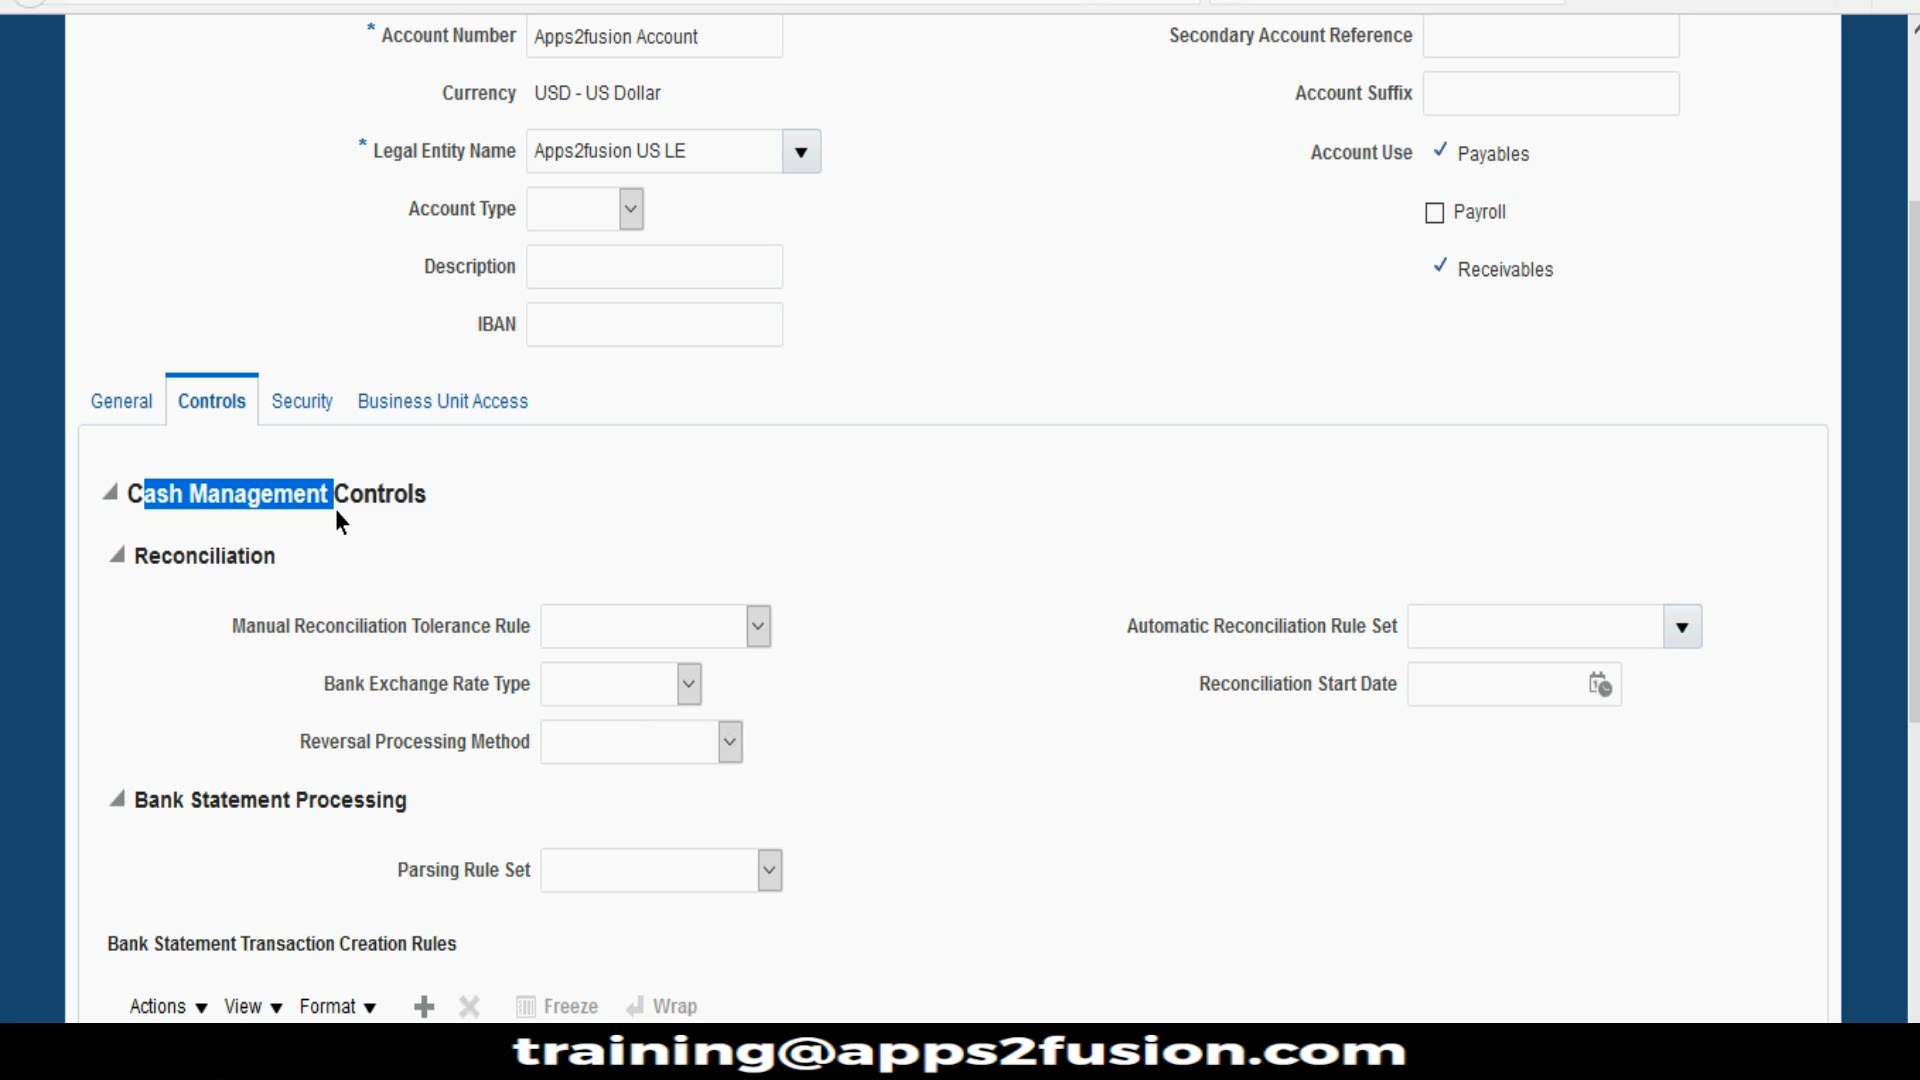 * Account Number Apps2fusion Account Secondary Account Reference
Currency USD - US Dollar Account Suffix
* Legal Entity Name Apps2fusion US LE Account Use ✓ Payables
Account Type Payroll
Description ✓ Receivables
IBAN
General Controls Security Business Unit Access
Cash Management Controls
Reconciliation
Manual Reconciliation Tolerance Rule Automatic Reconciliation Rule Set
Bank Exchange Rate Type Reconciliation Start Date
Reversal Processing Method
Bank Statement Processing
Parsing Rule Set
Bank Statement Transaction Creation Rules
Actions View Format Freeze Wrap
training@apps2fusion.com